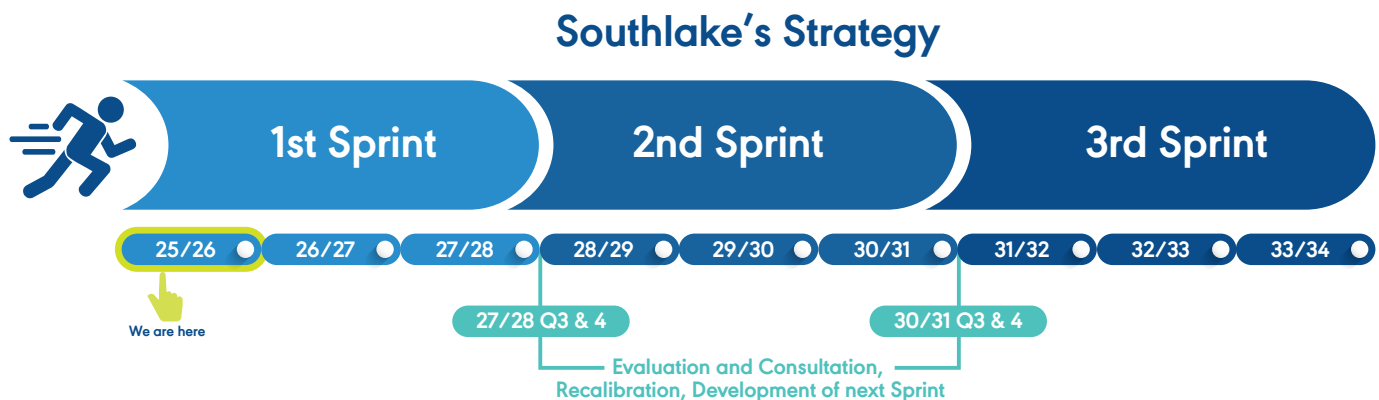 Southlake's Strategy
1st Sprint
2nd Sprint
3rd Sprint
25/26
26/27
27/28
28/29
29/30
30/31
31/32
32/33
33/34
We are here
27/28 Q3 & 4
30/31 Q3 & 4
Evaluation and Consultation,
Recalibration, Development of next Sprint